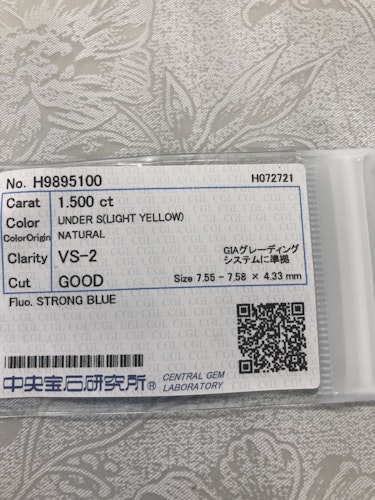 No. H9895100 H072721
Carat 1.500 ct
Color UNDER S(LIGHT YELLOW)
ColorOrigin NATURAL
Clarity VS-2 GIAグレーディング
システムに準拠
Cut GOOD Size 7.55 - 7.58 × 4.33 mm
Fluo. STRONG BLUE
中央宝石研究所® CENTRAL GEM
LABORATORY